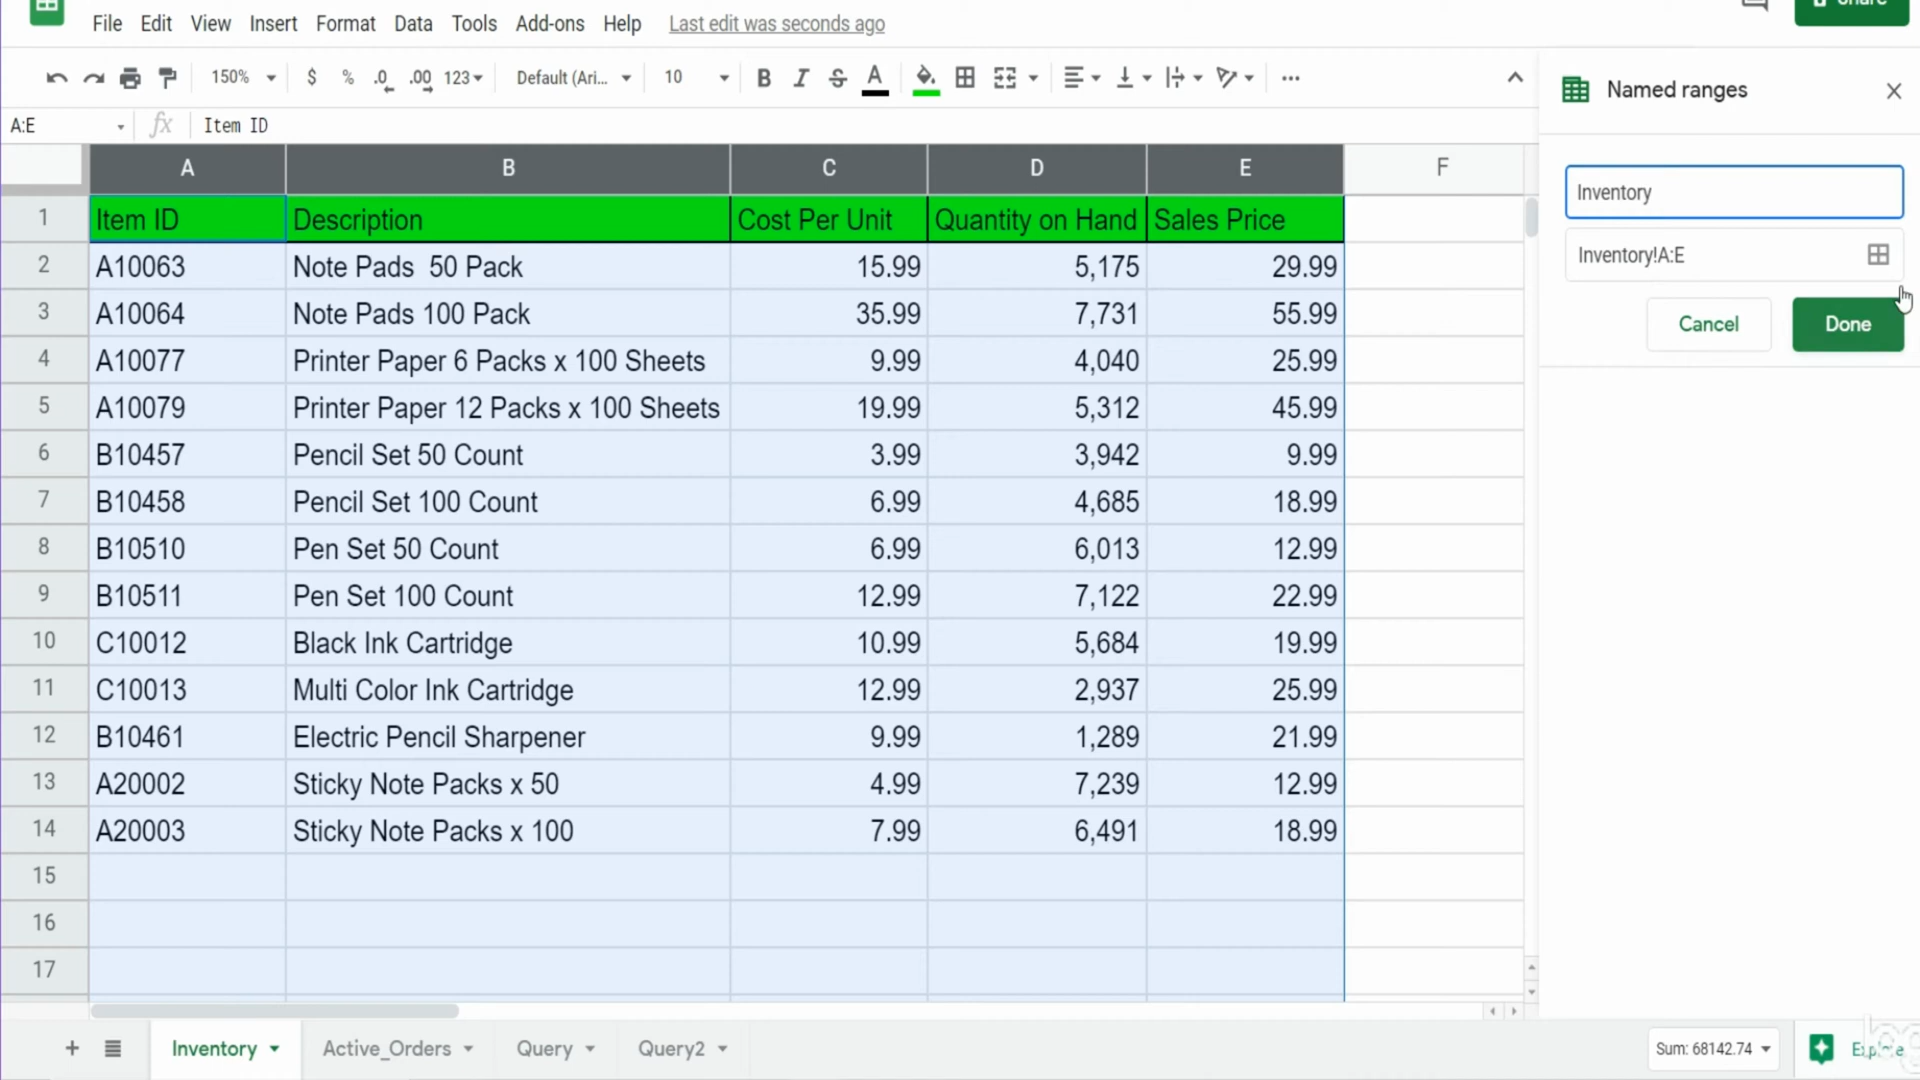 Share
File Edit View Insert Format Data Tools Add-ons Help Last edit was seconds ago
150% $ % .0 .00 123 Default (Ari... 10 B I S A ...
Named ranges
A:E fx Item ID
A B C D E F
Inventory
Inventory!A:E
Cancel Done
1 Item ID Description Cost Per Unit Quantity on Hand Sales Price
2 A10063 Note Pads 50 Pack 15.99 5,175 29.99
3 A10064 Note Pads 100 Pack 35.99 7,731 55.99
4 A10077 Printer Paper 6 Packs x 100 Sheets 9.99 4,040 25.99
5 A10079 Printer Paper 12 Packs x 100 Sheets 19.99 5,312 45.99
6 B10457 Pencil Set 50 Count 3.99 3,942 9.99
7 B10458 Pencil Set 100 Count 6.99 4,685 18.99
8 B10510 Pen Set 50 Count 6.99 6,013 12.99
9 B10511 Pen Set 100 Count 12.99 7,122 22.99
10 C10012 Black Ink Cartridge 10.99 5,684 19.99
11 C10013 Multi Color Ink Cartridge 12.99 2,937 25.99
12 B10461 Electric Pencil Sharpener 9.99 1,289 21.99
13 A20002 Sticky Note Packs x 50 4.99 7,239 12.99
14 A20003 Sticky Note Packs x 100 7.99 6,491 18.99
15
16
17
Inventory Active_Orders Query Query2 Sum: 68142.74 Explore